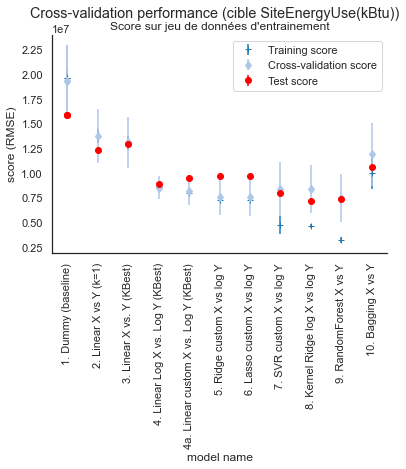 Cross-validation performance (cible SiteEnergyUse(kBtu))
Score sur jeu de données d'entrainement
1e7
Training score
Cross-validation score
Test score
score (RMSE)
2.25
2.00
1.75
1.50
1.25
1.00
0.75
0.50
0.25
1. Dummy (baseline)
2. Linear X vs Y (k=1)
3. Linear X vs. Y (KBest)
4. Linear Log X vs. Log Y (KBest)
4a. Linear custom X vs. Log Y (KBest)
5. Ridge custom X vs log Y
6. Lasso custom X vs log Y
7. SVR custom X vs log Y
8. Kernel Ridge log X vs log Y
9. RandomForest X vs Y
10. Bagging X vs Y
model name